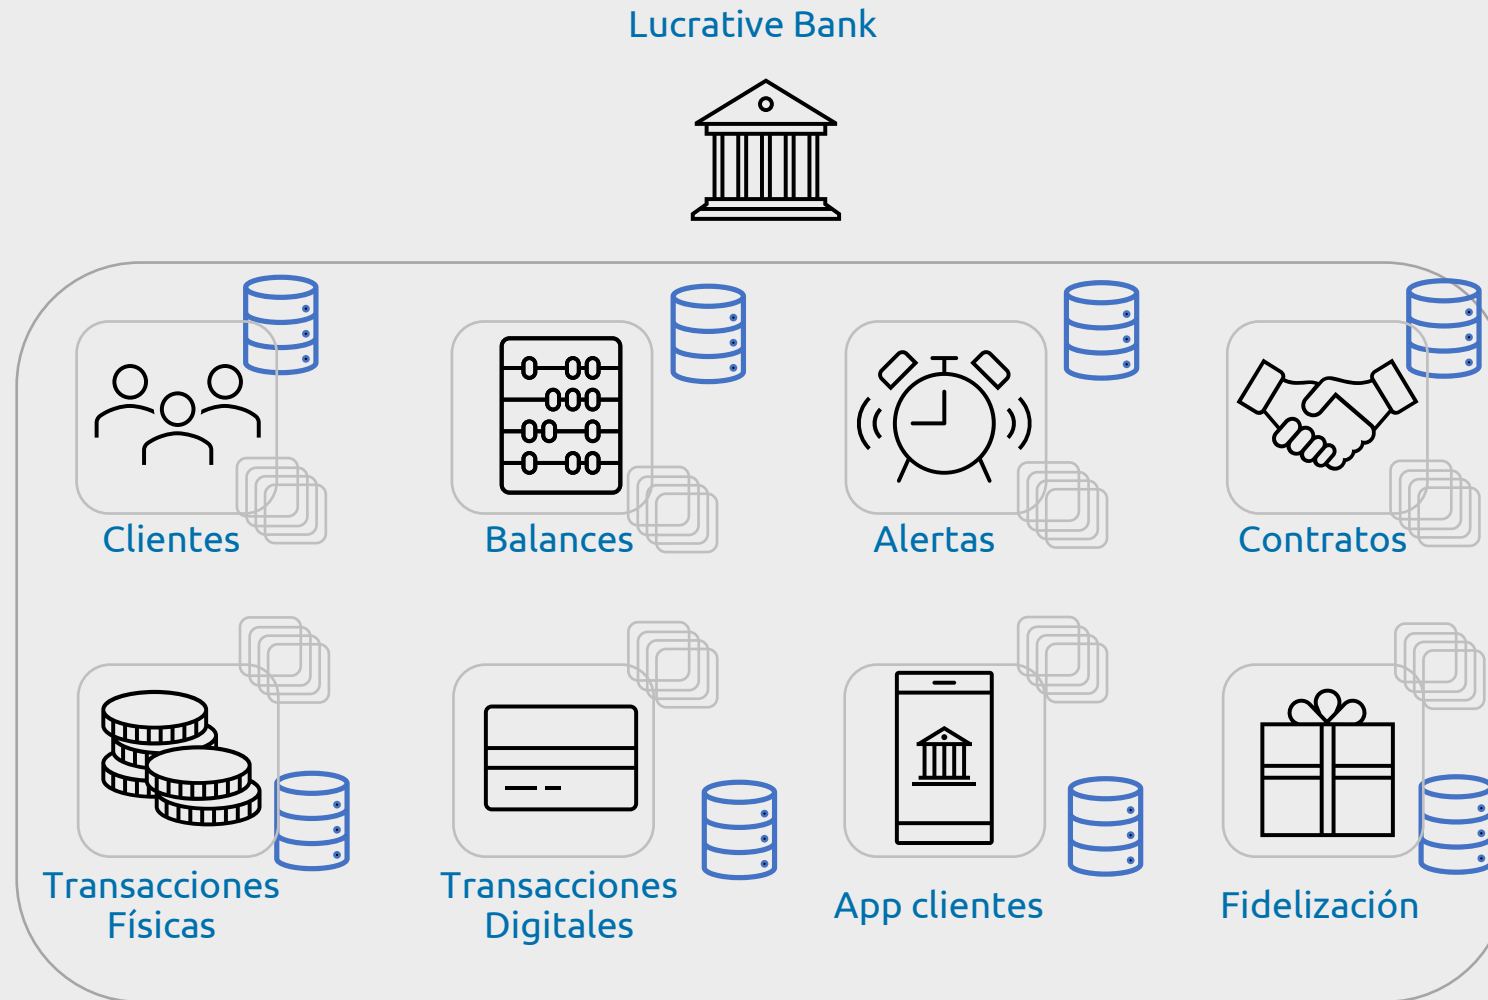 Lucrative Bank
Clientes
Balances
Alertas
Contratos
Transacciones
Físicas
Transacciones
Digitales
App clientes
Fidelización